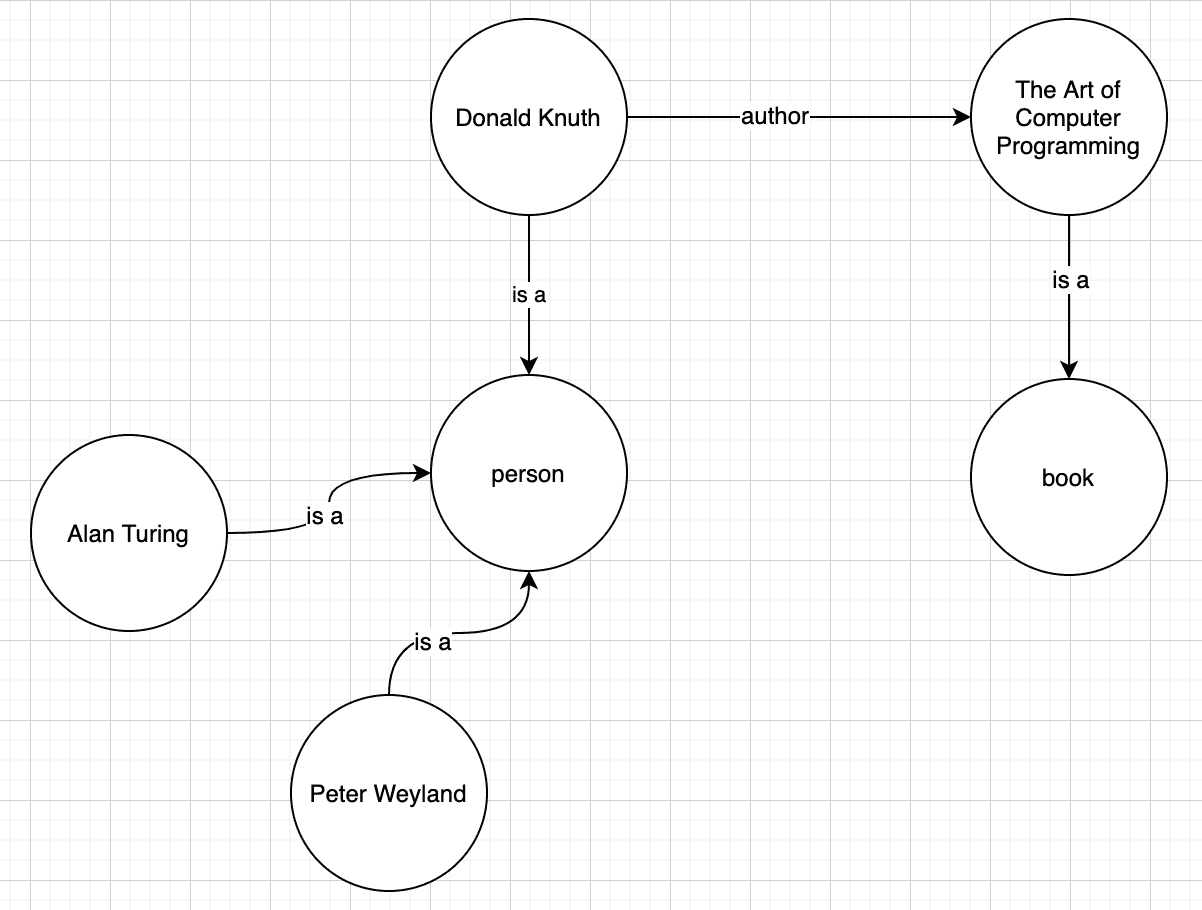 Donald Knuth
author
The Art of
Computer
Programming
is a
is a
person
book
Alan Turing
is a
is a
Peter Weyland